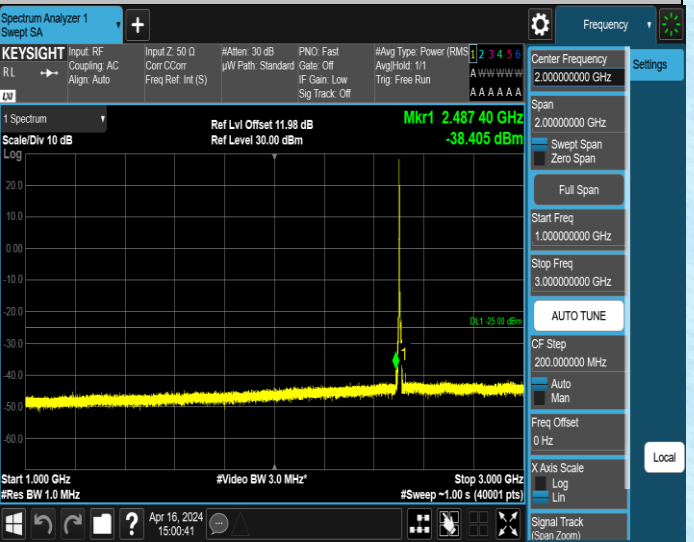 Spectrum Analyzer 1
Swept SA
Frequency
KEYSIGHT
Input: RF
Input Z: 50 Ω
#Atten: 30 dB
PNO: Fast
#Avg Type: Power (RMS
1 2 3 4 5 6
R L
Coupling: AC
Corr CCorr
µW Path: Standard
Gate: Off
Avg|Hold: 1/1
A W W W W W
Align: Auto
Freq Ref: Int (S)
IF Gain: Low
Trig: Free Run
Sig Track: Off
A A A A A A
LXI
1 Spectrum
Scale/Div 10 dB
Log
Ref Lvl Offset 11.98 dB
Ref Level 30.00 dBm
Mkr1 2.487 40 GHz
-38.405 dBm
20.0
10.0
0.00
-10.0
-20.0
-30.0
-40.0
-50.0
-60.0
DL1 -25.00 dBm
1
Start 1.000 GHz
#Video BW 3.0 MHz*
Stop 3.000 GHz
#Res BW 1.0 MHz
#Sweep ~1.00 s (40001 pts)
Center Frequency
2.000000000 GHz
Settings
Span
2.00000000 GHz
Swept Span
Zero Span
Full Span
Start Freq
1.000000000 GHz
Stop Freq
3.000000000 GHz
AUTO TUNE
CF Step
200.000000 MHz
Auto
Man
Freq Offset
0 Hz
X Axis Scale
Log
Lin
Local
Signal Track
(Span Zoom)
?
Apr 16, 2024
15:00:41